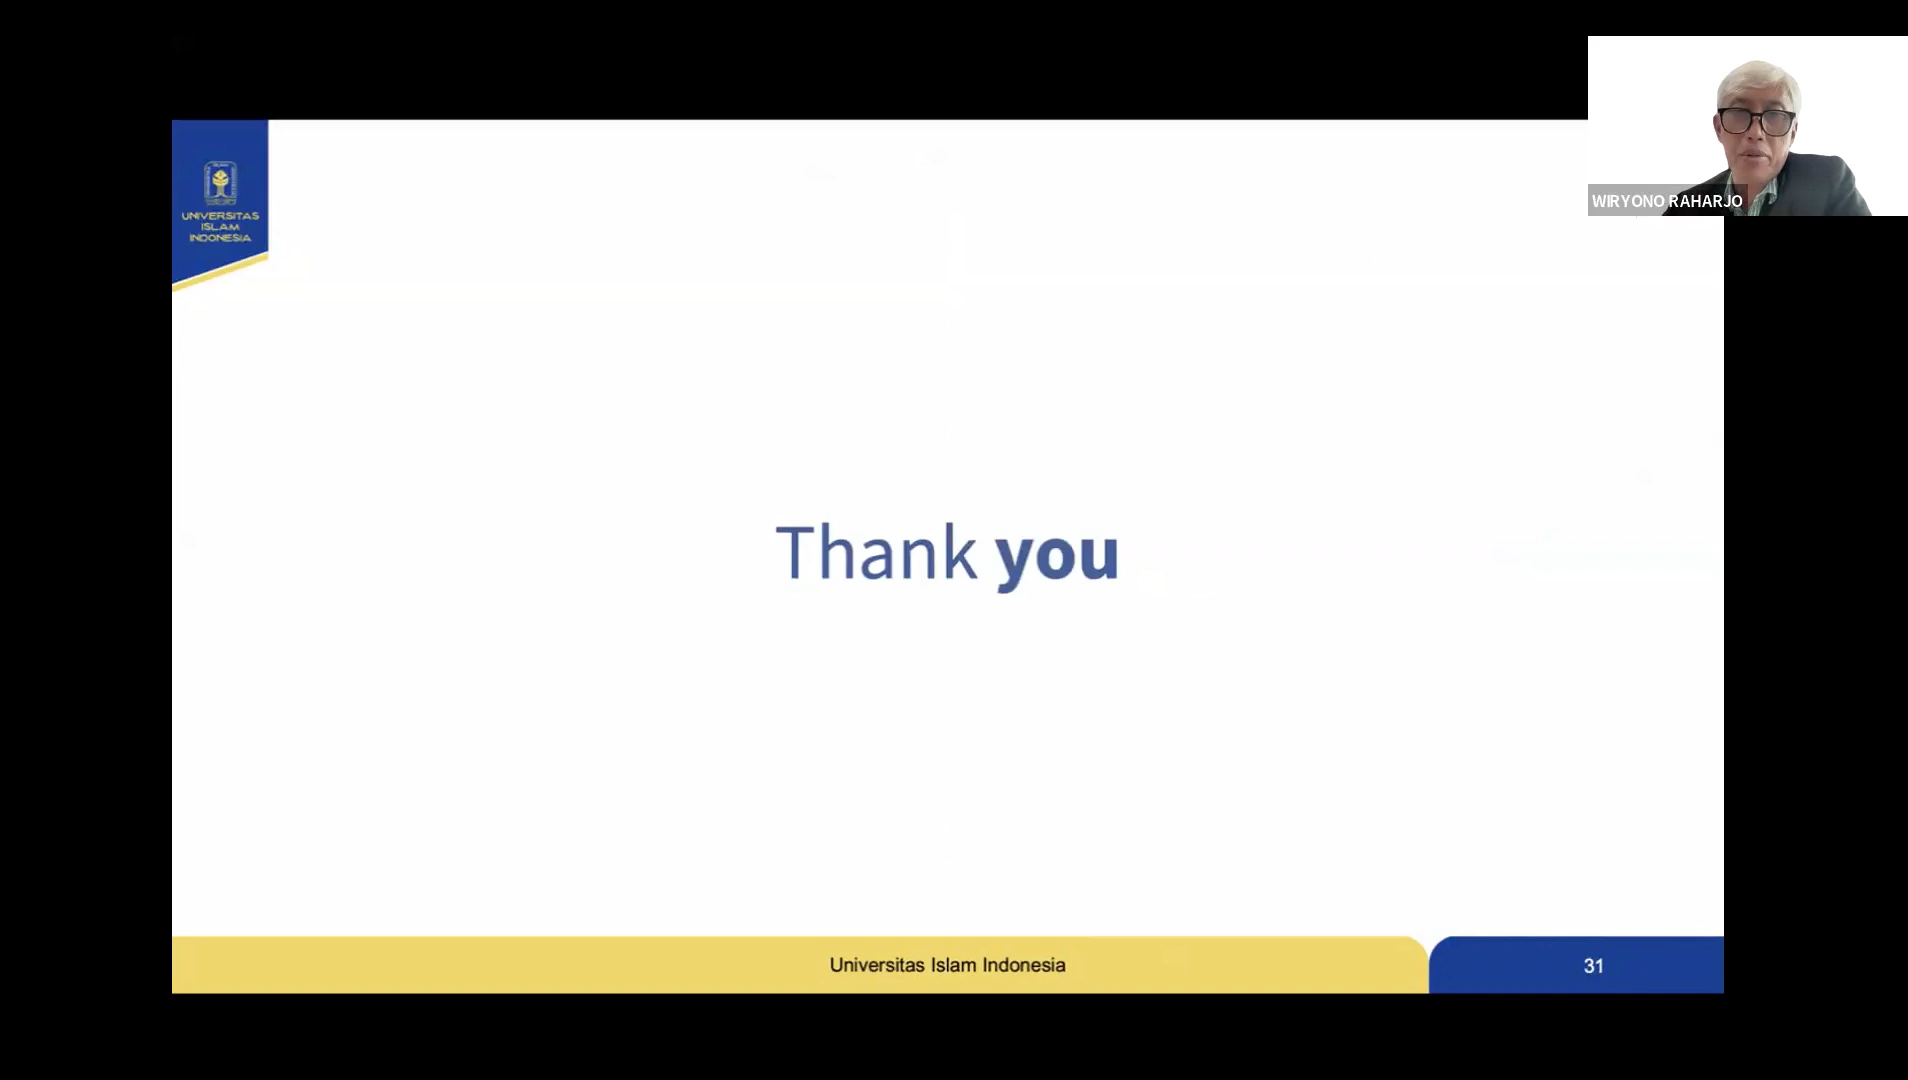 WIRYONO RAHARJO
UNIVERSITAS
ISLAM
INDONESIA
Thank you
Universitas Islam Indonesia
31